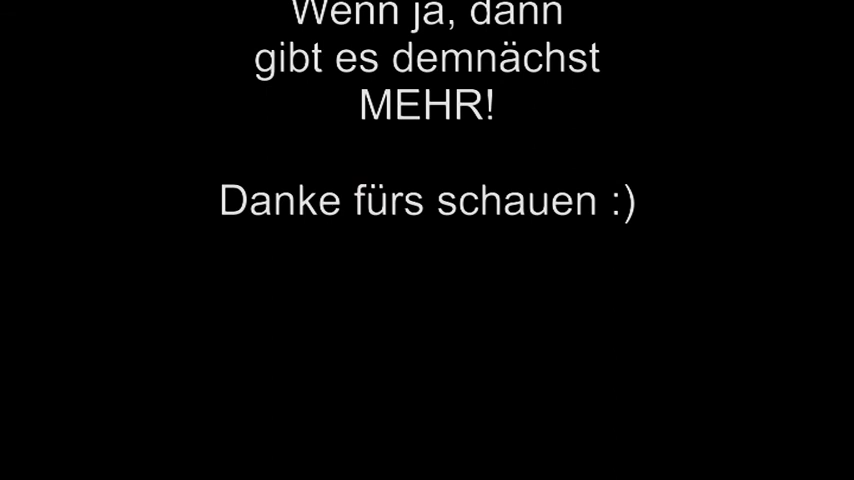 Wenn ja, dann
gibt es demnächst
MEHR!
Danke fürs schauen :)